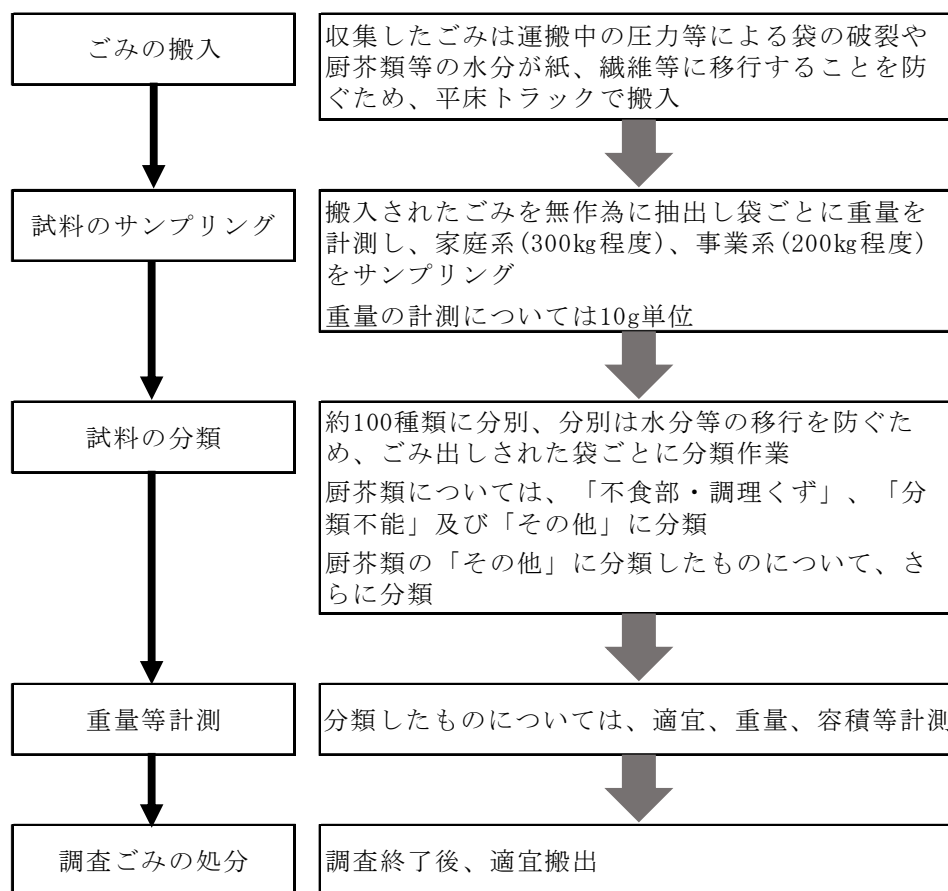 ごみの搬入
収集したごみは運搬中の圧力等による袋の破裂や
厨芥類等の水分が紙、繊維等に移行することを防
ぐため、平床トラックで搬入
試料のサンプリング
搬入されたごみを無作為に抽出し袋ごとに重量を
計測し、家庭系(300㎏程度)、事業系(200㎏程度)
をサンプリング
重量の計測については10g単位
試料の分類
約100種類に分別、分別は水分等の移行を防ぐた
め、ごみ出しされた袋ごとに分類作業
厨芥類については、「不食部・調理くず」、「分
類不能」及び「その他」に分類
厨芥類の「その他」に分類したものについて、さ
らに分類
重量等計測
分類したものについては、適宜、重量、容積等計測
調査ごみの処分
調査終了後、適宜搬出